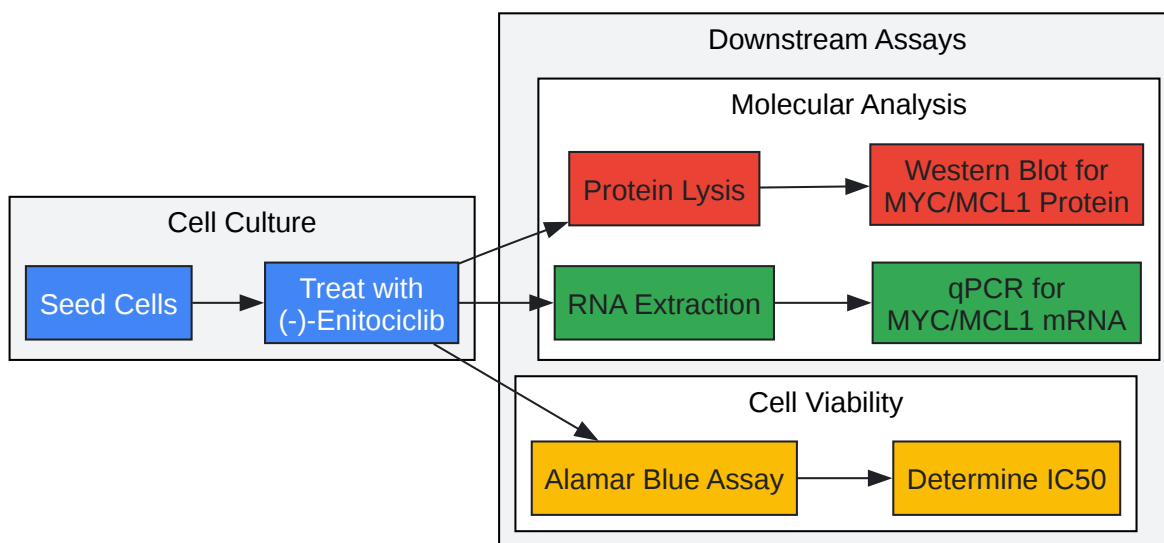 Downstream Assays
Molecular Analysis
Protein Lysis
Western Blot for
MYC/MCL1 Protein
Cell Culture
Seed Cells
Treat with
(-)-Enitociclib
RNA Extraction
qPCR for
MYC/MCL1 mRNA
Cell Viability
Alamar Blue Assay
Determine IC50